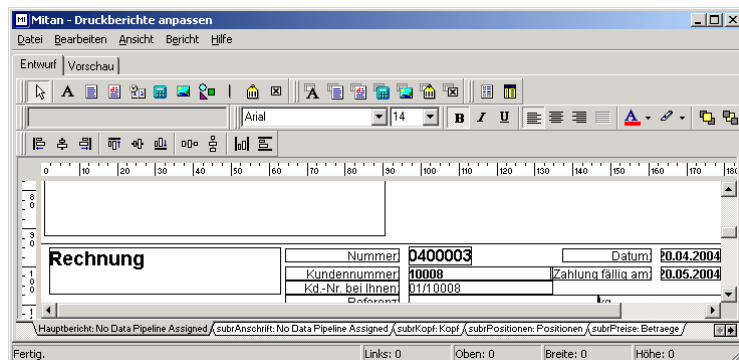 Mitan - Druckberichte anpassen
Datei Bearbeiten Ansicht Bericht Hilfe
Entwurf Vorschau
Arial 14 B I U A
0 10 20 30 40 50 60 70 80 90 100 110 120 130 140 150 160 170 180
Rechnung Nummer: 0400003 Datum: 20.04.2004
Kundennummer: 10008 Zahlung fällig am: 20.05.2004
Kd.-Nr. bei Ihnen: 01/10008
Referenz: kg
Hauptbericht: No Data Pipeline Assigned subrAnschrift: No Data Pipeline Assigned subrKopf: Kopf subrPositionen: Positionen subrPreise: Betraege
Fertig. Links: 0 Oben: 0 Breite: 0 Höhe: 0